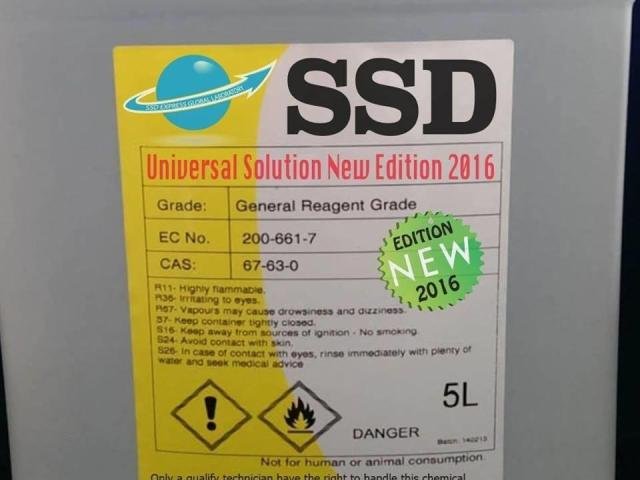 SSD EXPRESS GLOBAL LABORATORY
SSD
Universal Solution New Edition 2016
Grade: General Reagent Grade
EC No. 200-661-7
CAS: 67-63-0
EDITION
NEW
2016
R11- Highly flammable.
R36- Irritating to eyes.
R67- Vapours may cause drowsiness and dizziness.
S7- Keep container tightly closed.
S16- Keep away from sources of ignition - No smoking.
S24- Avoid contact with skin.
S26- In case of contact with eyes, rinse immediately with plenty of
water and seek medical advice
5L
DANGER
Batch: 140213
Not for human or animal consumption.
Only a qualify technician have the right to handle this chemical